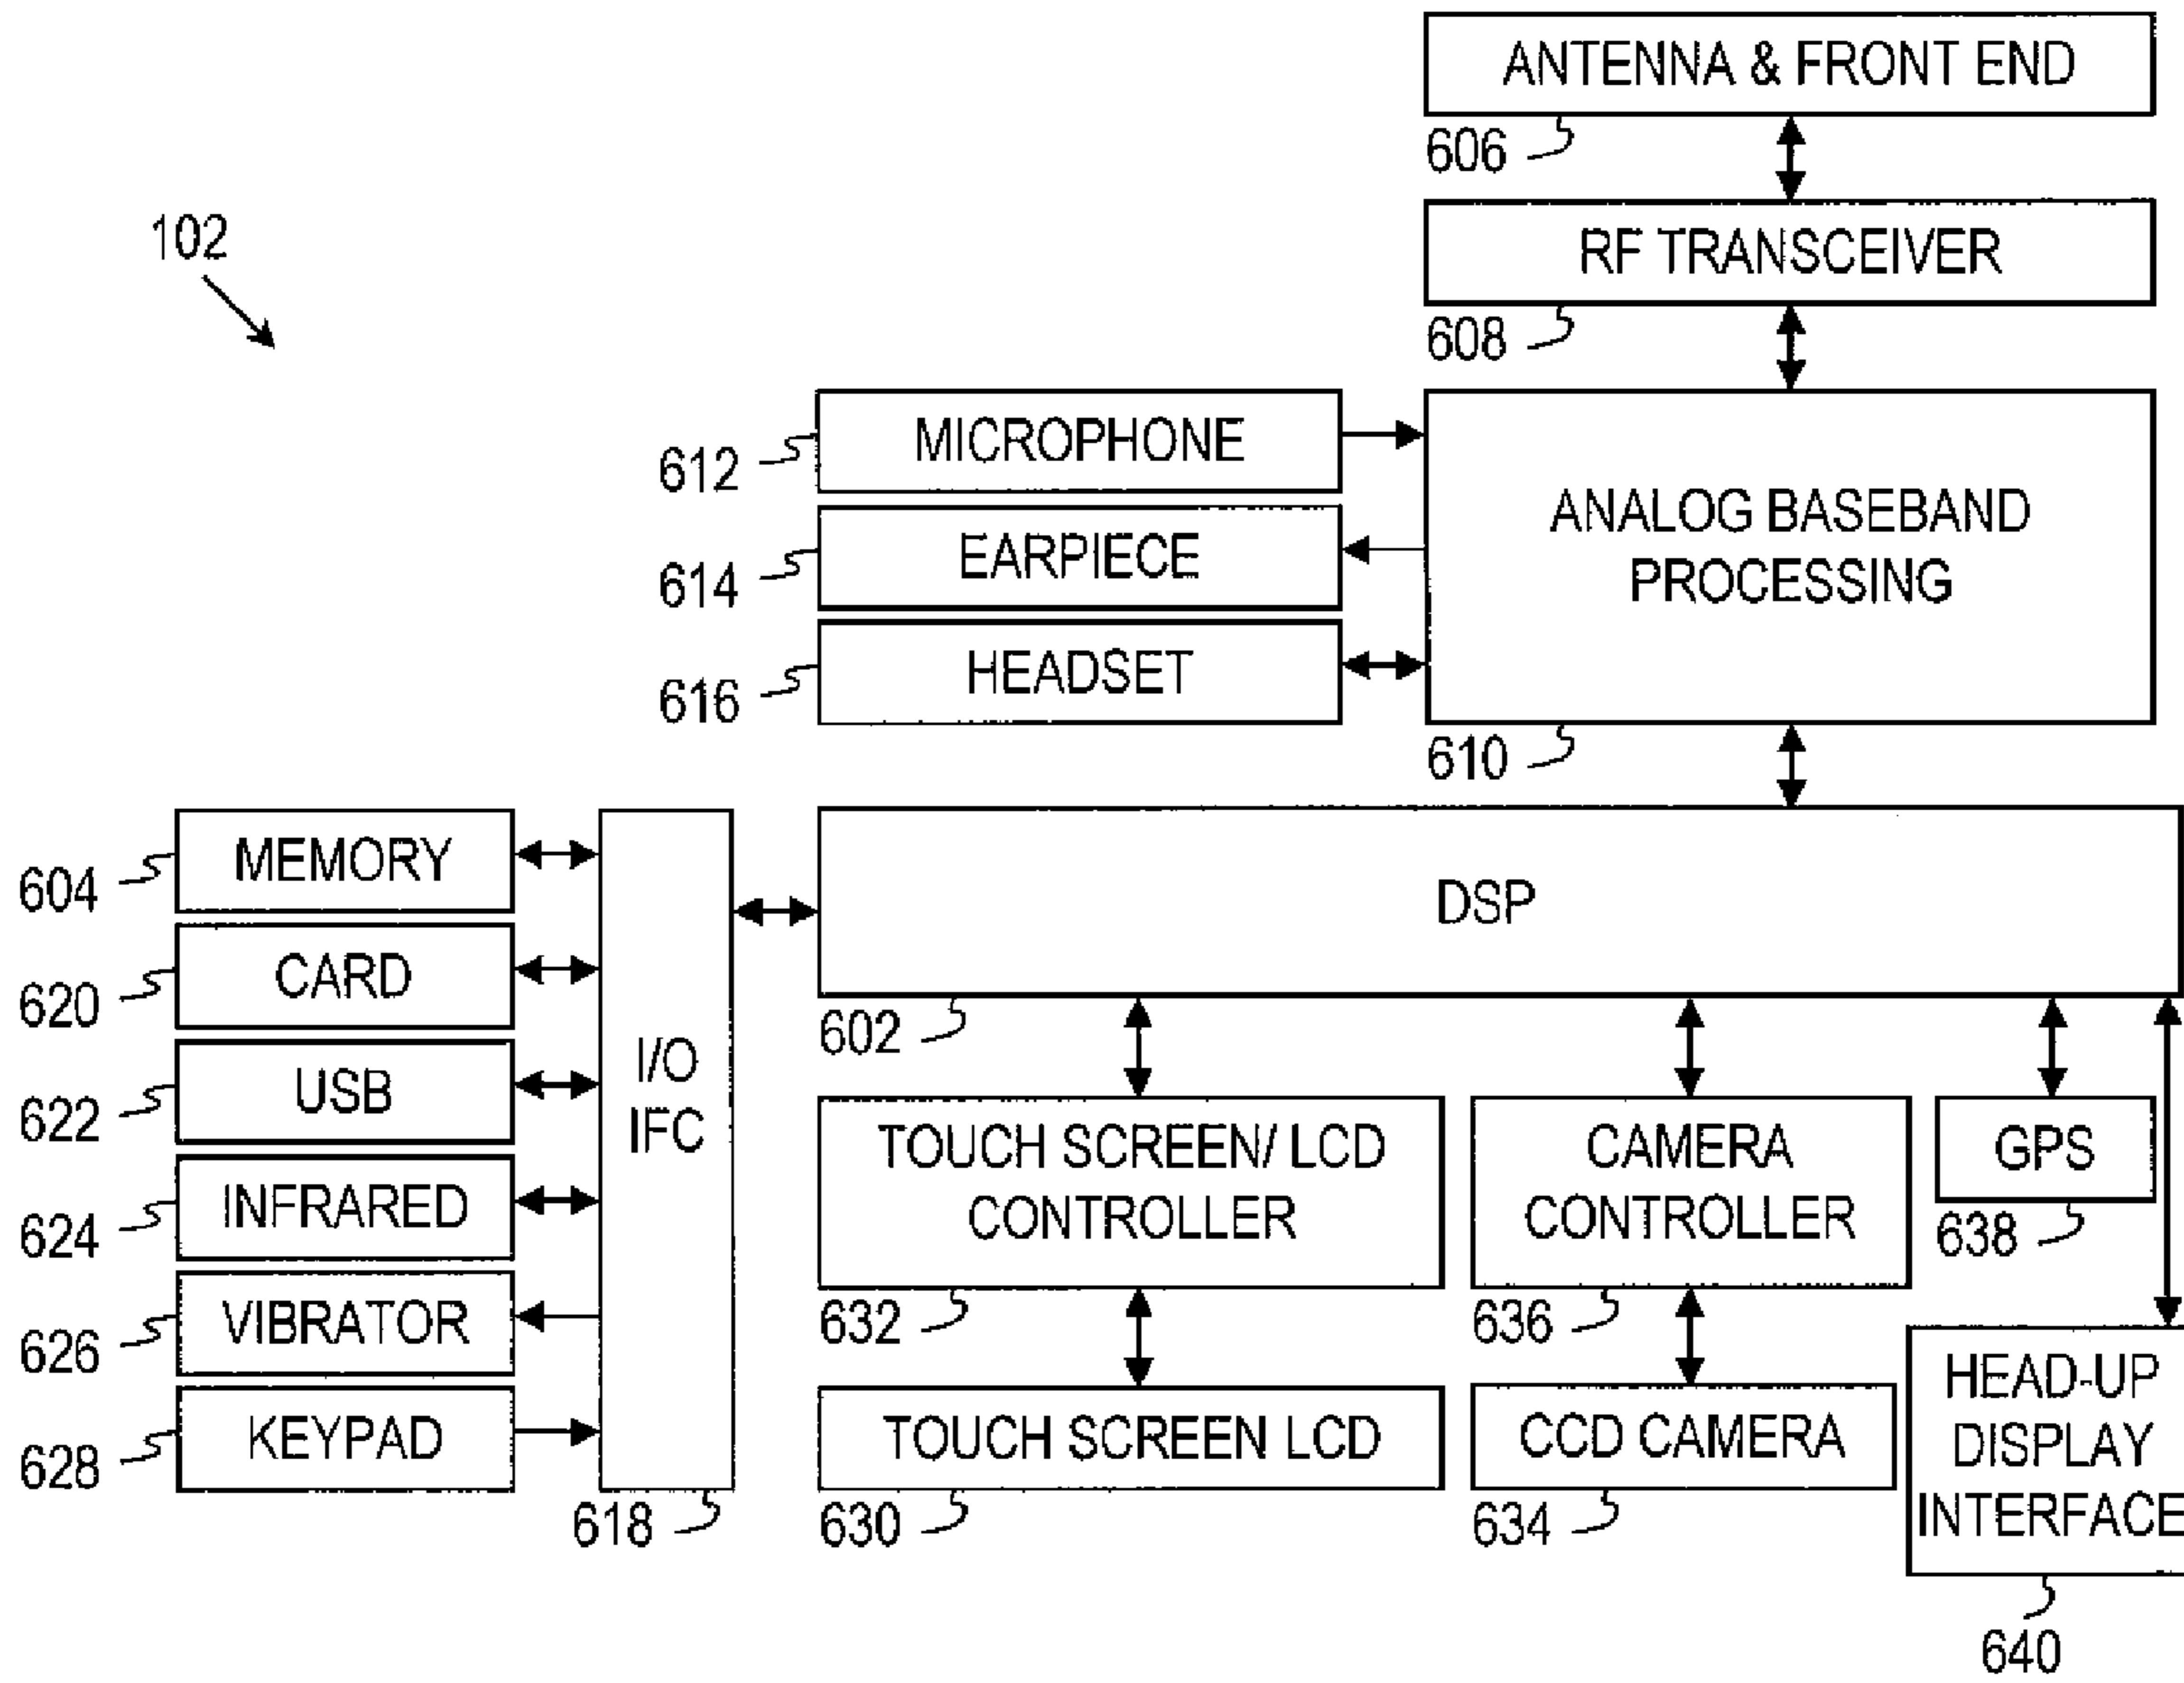 ANTENNA & FRONT END
606
102
RF TRANSCEIVER
608
MICROPHONE
612
EARPIECE
614
HEADSET
616
ANALOG BASEBAND
PROCESSING
610
MEMORY
604
CARD
620
USB
622
INFRARED
624
VIBRATOR
626
KEYPAD
628
I/O
IFC
618
DSP
602
TOUCH SCREEN/ LCD
CONTROLLER
632
TOUCH SCREEN LCD
630
CAMERA
CONTROLLER
636
CCD CAMERA
634
GPS
638
HEAD-UP
DISPLAY
INTERFACE
640